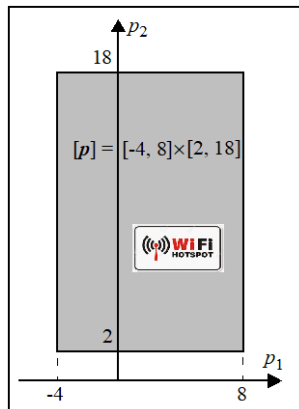 p2
18
[p] = [-4, 8]×[2, 18]
((i)) WiFi
HOTSPOT
2
p1
-4
8